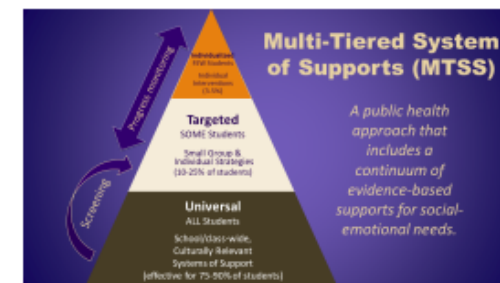 Multi-Tiered System
of Supports (MTSS)
A public health
approach that
includes a
continuum of
evidence-based
supports for social-
emotional needs.
Progress monitoring
Screening
Individualized
FEW Students
Individual
Interventions
(3-5%)
Targeted
SOME Students
Small Group &
Individual Strategies
(10-25% of students)
Universal
ALL Students
School/class-wide,
Culturally Relevant
Systems of Support
(effective for 75-90% of students)